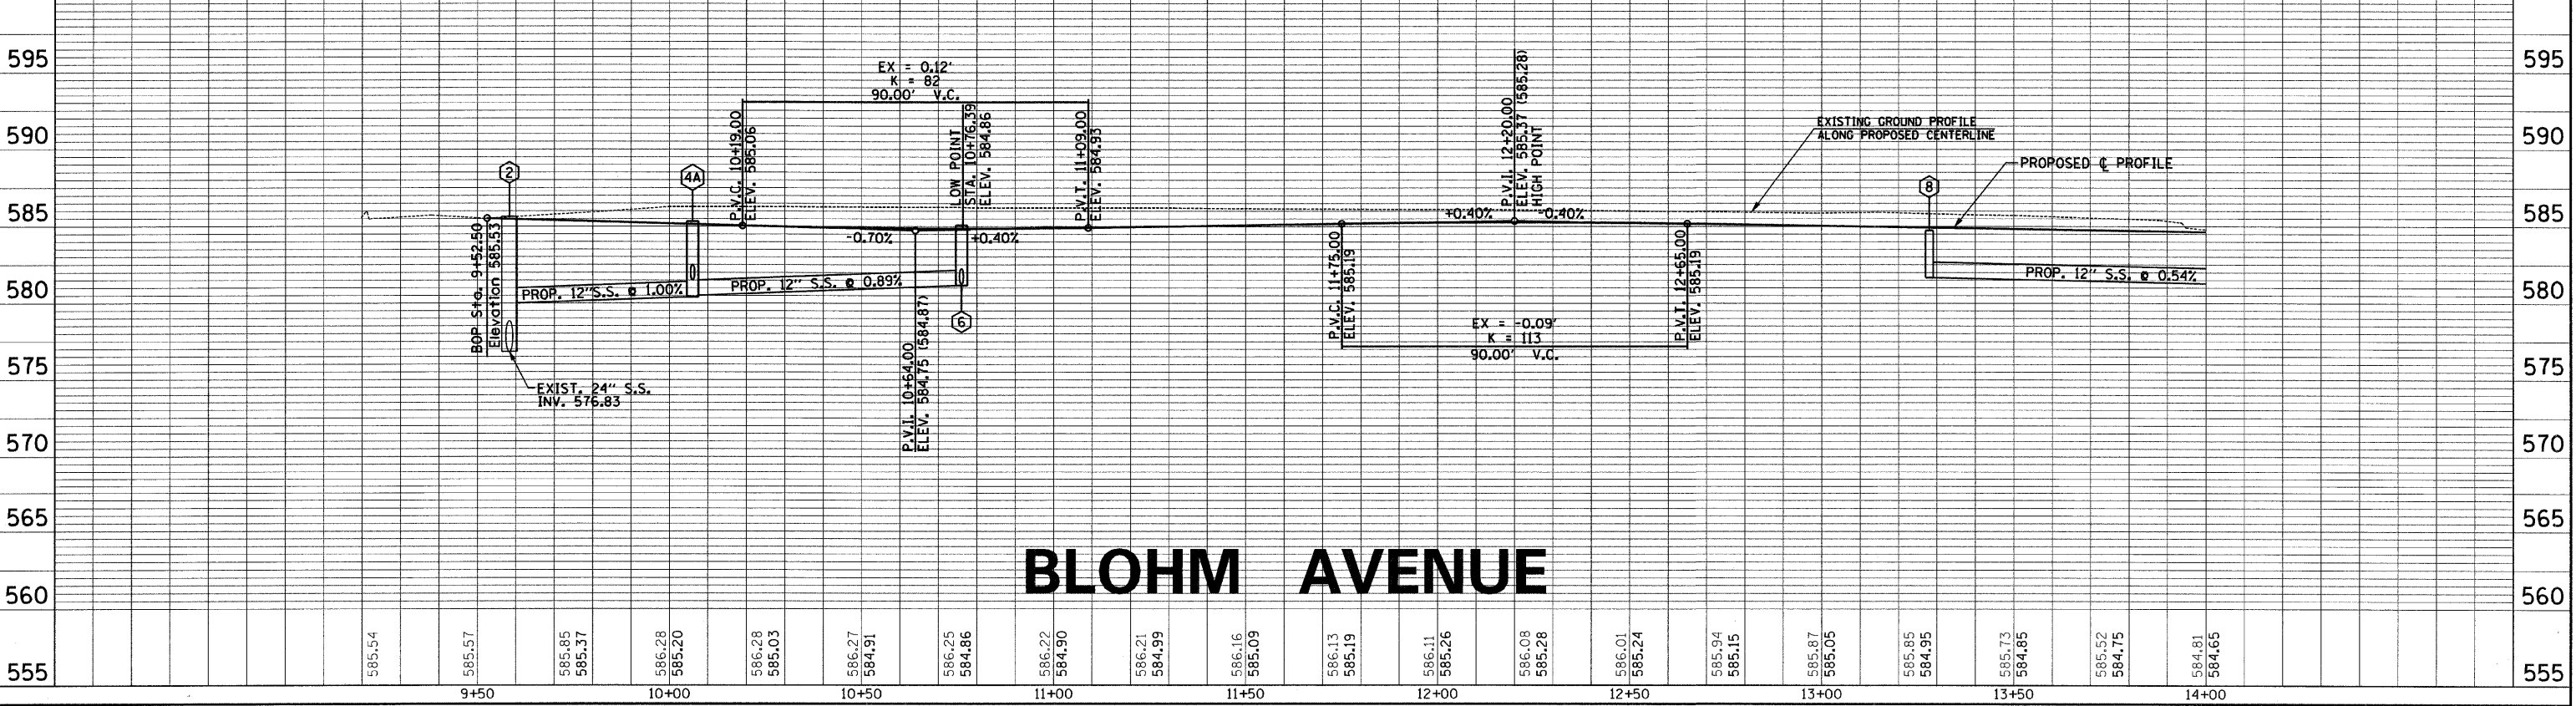 595
590
585
580
575
570
565
560
555
EX = 0.12'
K = 82
90.00' V.C.
P.V.C. 10+19.00
ELEV. 585.06
LOW POINT
STA. 10+76.39
ELEV. 584.86
P.V.T. 11+09.00
ELEV. 584.93
P.V.I. 12+20.00
ELEV. 585.37 (585.28)
HIGH POINT
EXISTING GROUND PROFILE
ALONG PROPOSED CENTERLINE
PROPOSED ℄ PROFILE
2
4A
8
6
BOP Sta. 9+52.50
Elevation 585.53
-0.70%
+0.40%
+0.40%
-0.40%
PROP. 12" S.S. @ 1.00%
PROP. 12" S.S. @ 0.89%
PROP. 12" S.S. @ 0.54%
P.V.I. 10+64.00
ELEV. 584.75 (584.87)
P.V.C. 11+75.00
ELEV. 585.19
EX = -0.09'
K = 113
90.00' V.C.
P.V.T. 12+65.00
ELEV. 585.19
EXIST. 24" S.S.
INV. 576.83
BLOHM AVENUE
585.54
585.57
585.85
585.37
586.28
585.20
586.28
585.03
586.27
584.91
586.25
584.86
586.22
584.90
586.21
584.99
586.16
585.09
586.13
585.19
586.11
585.26
586.08
585.28
586.01
585.24
585.94
585.15
585.87
585.05
585.85
584.95
585.73
584.85
585.52
584.75
584.81
584.65
9+50
10+00
10+50
11+00
11+50
12+00
12+50
13+00
13+50
14+00
595
590
585
580
575
570
565
560
555